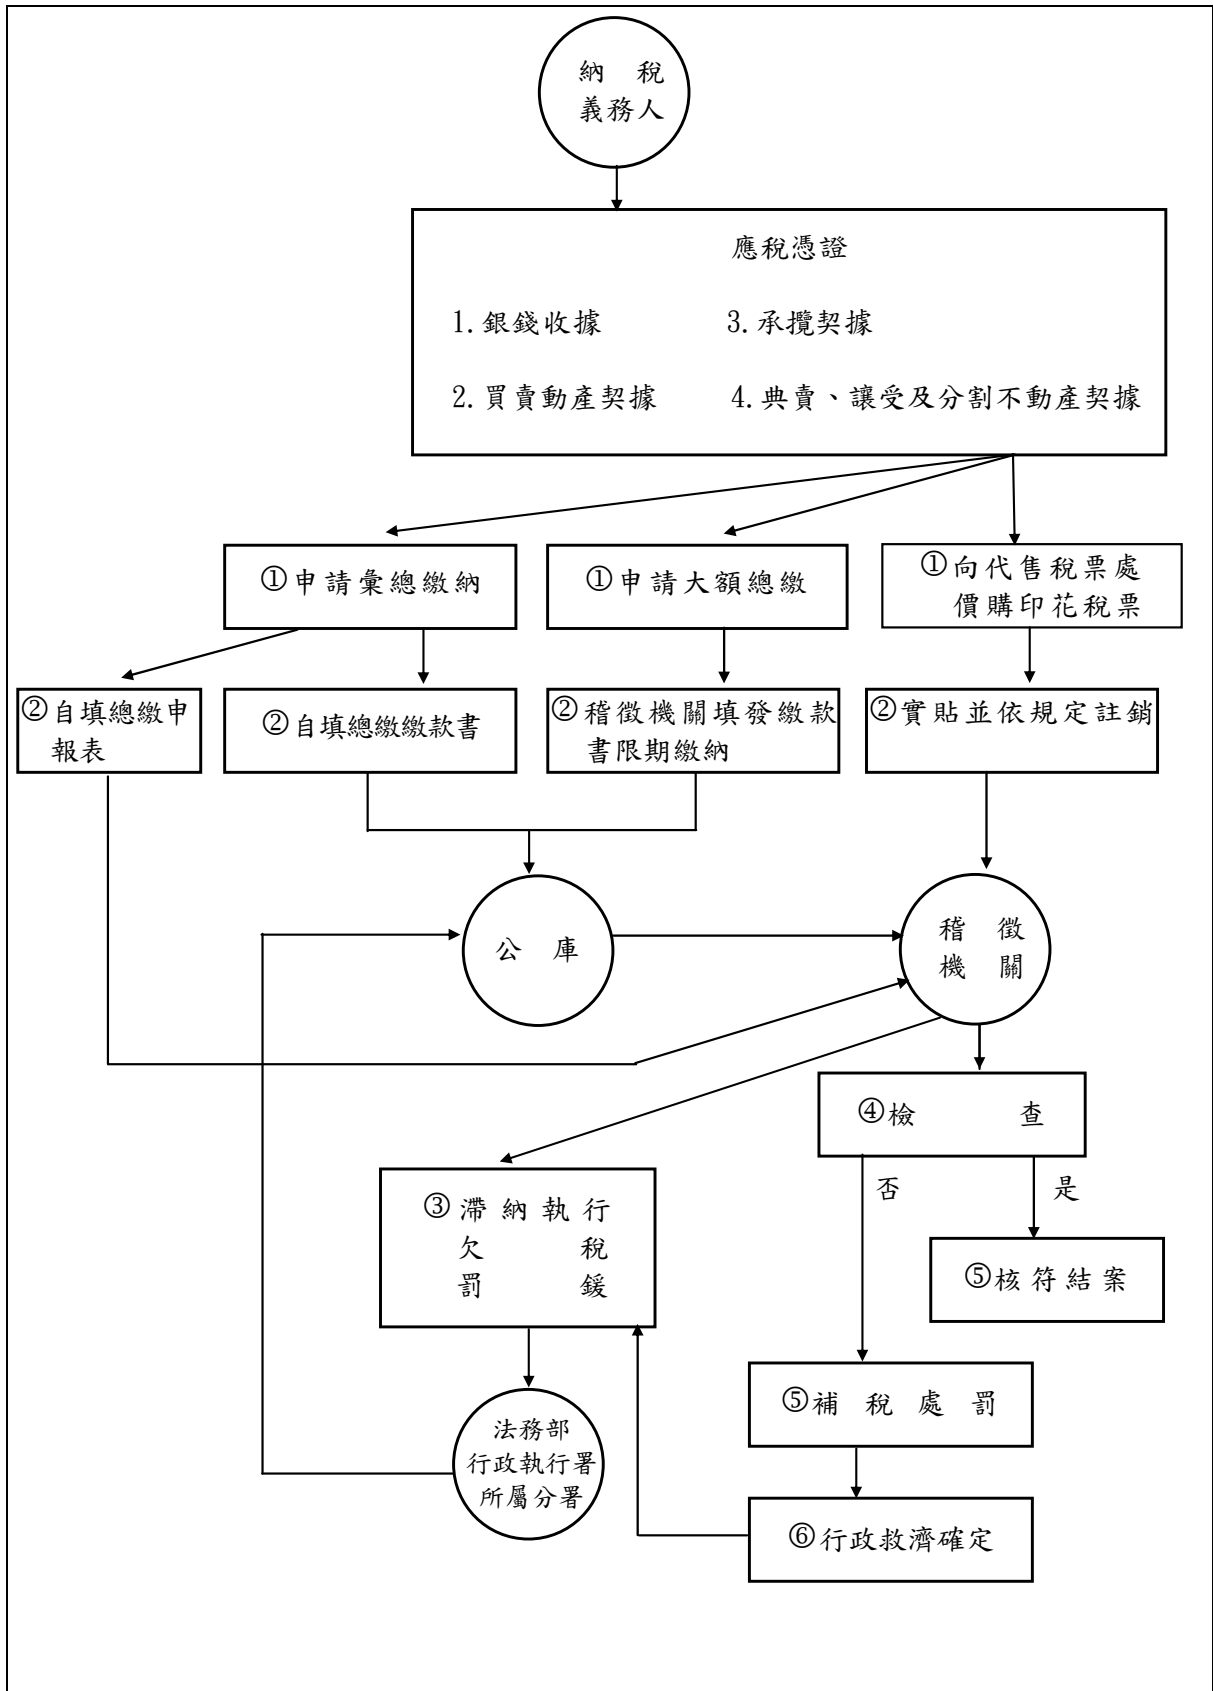 納 稅
義務人
應稅憑證
1.銀錢收據
3.承攬契據
2.買賣動產契據
4.典賣、讓受及分割不動產契據
①申請彙總繳納
①申請大額總繳
①向代售稅票處
價購印花稅票
②自填總繳申
報表
②自填總繳繳款書
②稽徵機關填發繳款
書限期繳納
②實貼並依規定註銷
公 庫
稽 徵
機 關
④檢 查
否
是
③滯納執行
欠 稅
罰 鍰
⑤核符結案
⑤補稅處罰
法務部
行政執行署
所屬分署
⑥行政救濟確定